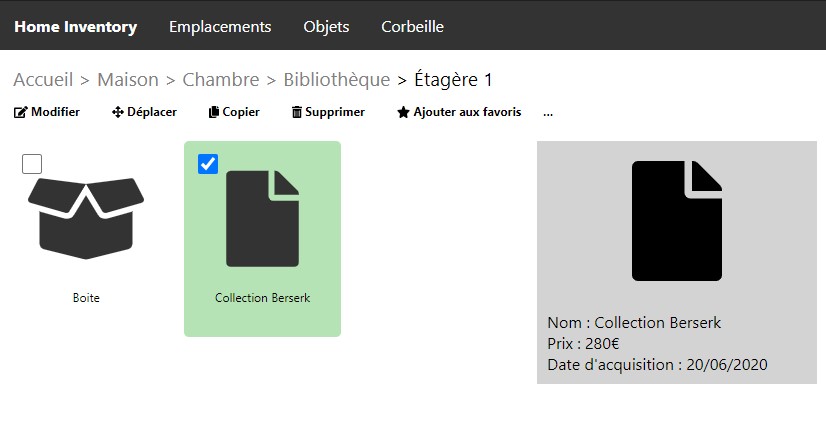 Home Inventory Emplacements Objets Corbeille
Accueil > Maison > Chambre > Bibliothèque > Étagère 1
Modifier Déplacer Copier Supprimer Ajouter aux favoris ...
Boite
Collection Berserk
Nom : Collection Berserk
Prix : 280€
Date d'acquisition : 20/06/2020